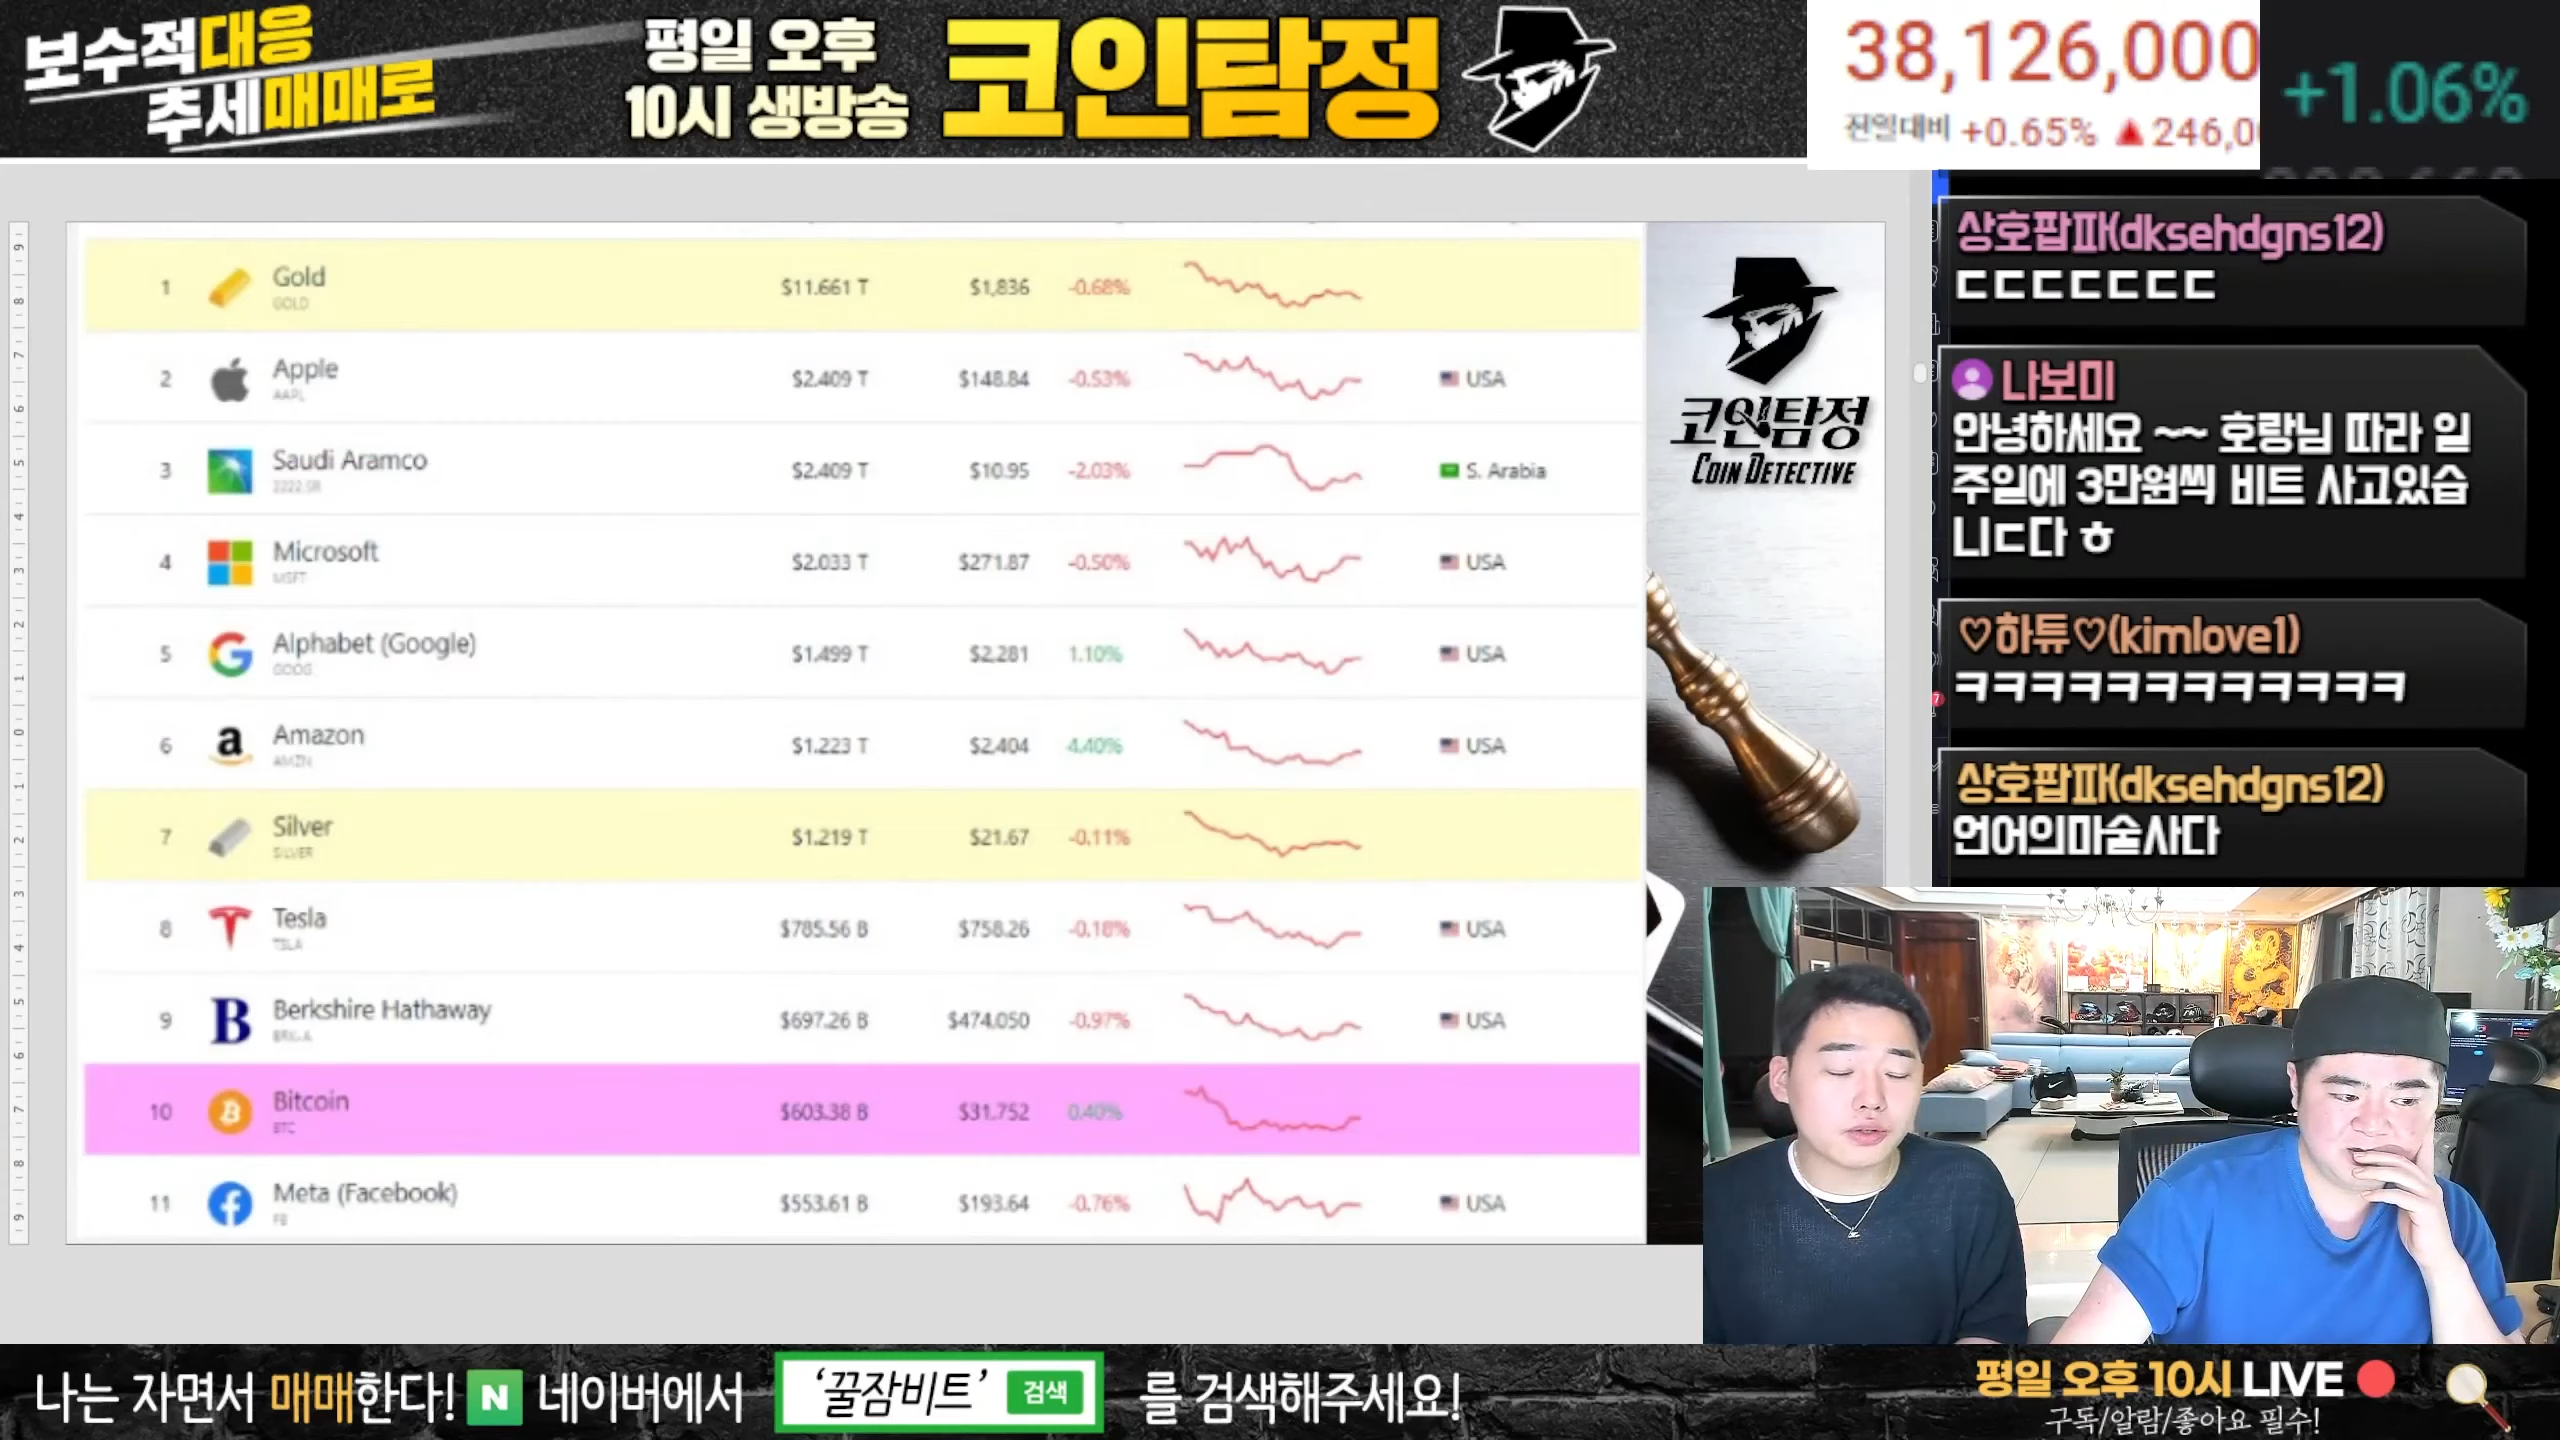 보수적대응
추세매매로
평일 오후
10시 생방송
코인탐정
38,126,000
전일대비 +0.65% ▲246,0
+1.06%
1 Gold $11.661 T $1,836 -0.68%
GOLD
2 Apple $2.409 T $148.84 -0.53% USA
AAPL
3 Saudi Aramco $2.409 T $10.95 -2.03% S. Arabia
2222.SR
4 Microsoft $2.033 T $271.87 -0.50% USA
MSFT
5 Alphabet (Google) $1.499 T $2,281 1.10% USA
GOOG
6 Amazon $1.223 T $2,404 4.40% USA
AMZN
7 Silver $1.219 T $21.67 -0.11%
SILVER
8 Tesla $785.56 B $758.26 -0.18% USA
TSLA
9 Berkshire Hathaway $697.26 B $474,050 -0.97% USA
BRK-A
10 Bitcoin $603.38 B $31,752 0.40%
BTC
11 Meta (Facebook) $553.61 B $193.64 -0.76% USA
FB
코인탐정
COIN DETECTIVE
상호팝파(dksehdgns12)
ㄷㄷㄷㄷㄷㄷㄷ
나보미
안녕하세요 ~~ 호랑님 따라 일
주일에 3만원씩 비트 사고있습
니ㄷ다 ㅎ
♡하튜♡(kimlove1)
ㅋㅋㅋㅋㅋㅋㅋㅋㅋㅋㅋㅋ
상호팝파(dksehdgns12)
언어의마술사다
나는 자면서 매매한다! N 네이버에서 '꿀잠비트' 검색 를 검색해주세요!
평일 오후 10시 LIVE
구독/알람/좋아요 필수!